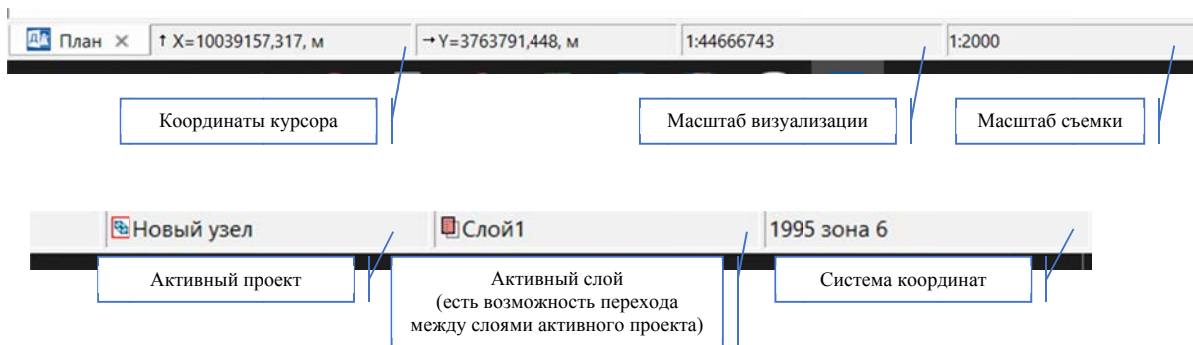 ДА План × ↑ X=10039157,317, м →Y=3763791,448, м 1:44666743 1:2000
Координаты курсора Масштаб визуализации Масштаб съемки
Новый узел Слой1 1995 зона 6
Активный проект Активный слой Система координат
(есть возможность перехода
между слоями активного проекта)